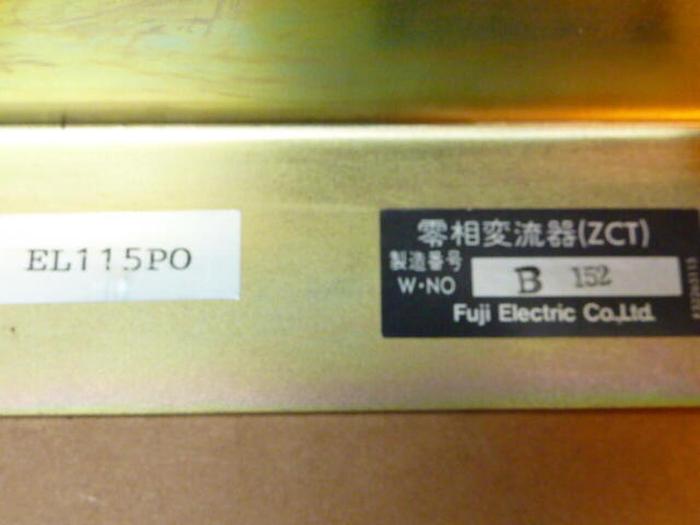 EL115PO
零相変流器(ZCT)
製造番号
W·NO
B 152
Fuji Electric Co.,Ltd.